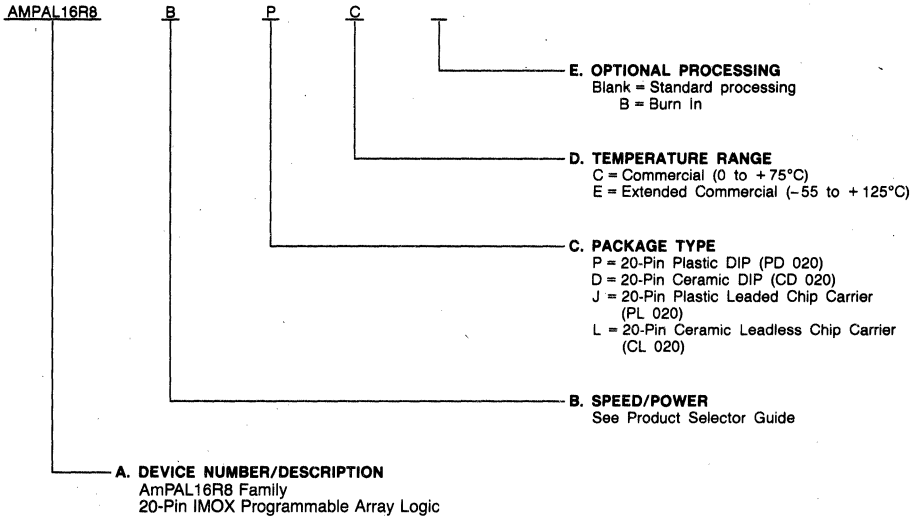 AMPAL16R8 B P C
E. OPTIONAL PROCESSING
Blank = Standard processing
B = Burn In
D. TEMPERATURE RANGE
C = Commercial (0 to +75°C)
E = Extended Commercial (–55 to +125°C)
C. PACKAGE TYPE
P = 20-Pin Plastic DIP (PD 020)
D = 20-Pin Ceramic DIP (CD 020)
J = 20-Pin Plastic Leaded Chip Carrier
(PL 020)
L = 20-Pin Ceramic Leadless Chip Carrier
(CL 020)
B. SPEED/POWER
See Product Selector Guide
A. DEVICE NUMBER/DESCRIPTION
AmPAL16R8 Family
20-Pin IMOX Programmable Array Logic